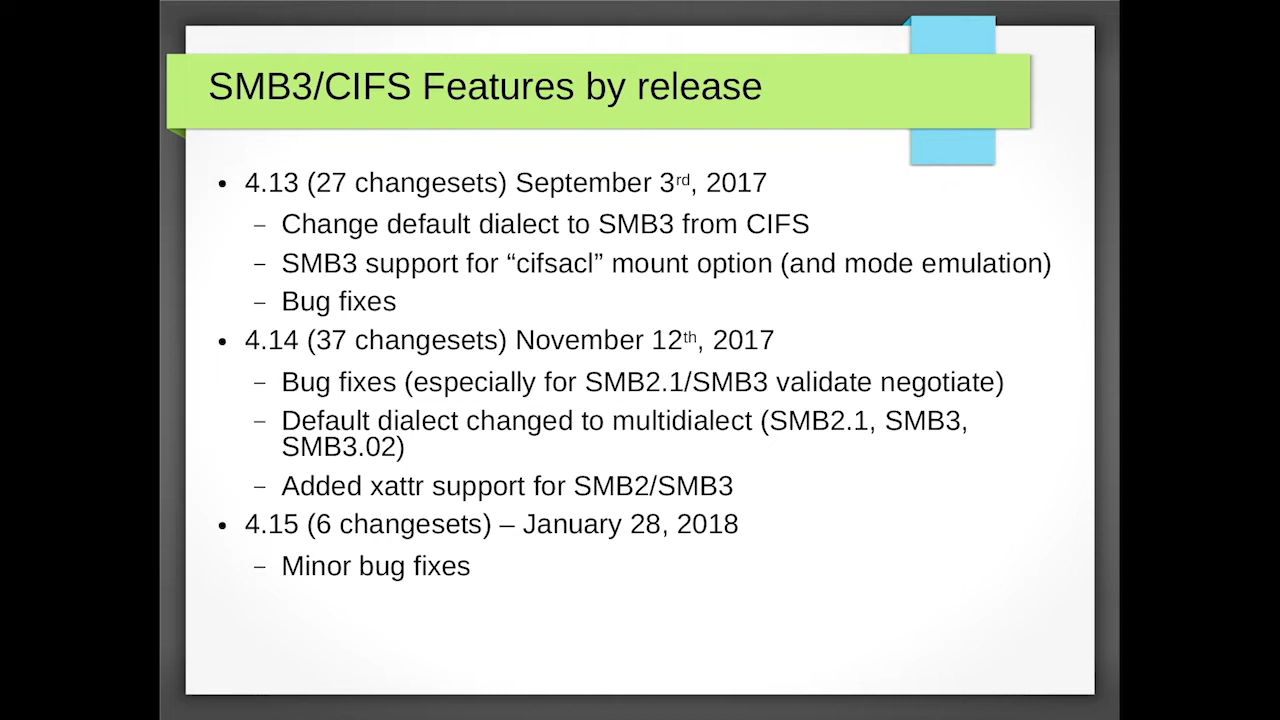 SMB3/CIFS Features by release
• 4.13 (27 changesets) September 3rd, 2017
– Change default dialect to SMB3 from CIFS
– SMB3 support for “cifsacl” mount option (and mode emulation)
– Bug fixes
• 4.14 (37 changesets) November 12th, 2017
– Bug fixes (especially for SMB2.1/SMB3 validate negotiate)
– Default dialect changed to multidialect (SMB2.1, SMB3,
SMB3.02)
– Added xattr support for SMB2/SMB3
• 4.15 (6 changesets) – January 28, 2018
– Minor bug fixes